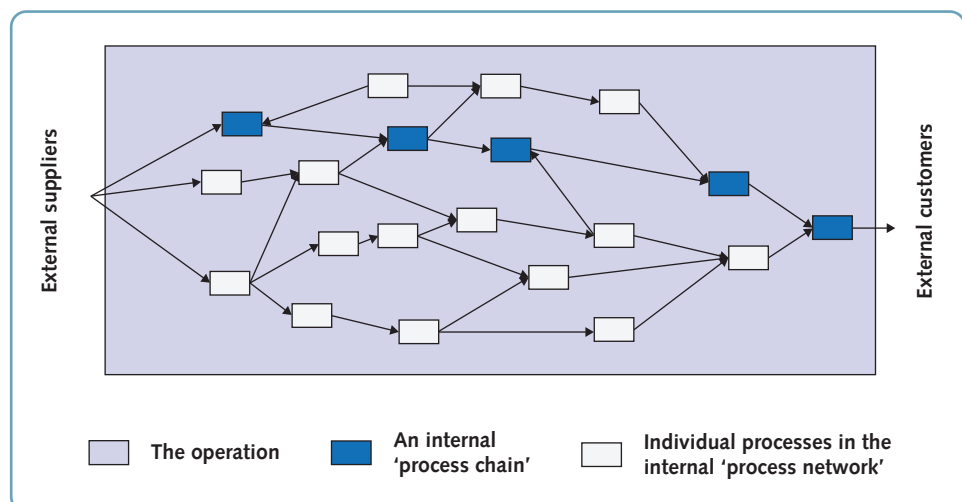 External suppliers
External customers
The operation
An internal
'process chain'
Individual processes in the
internal 'process network'